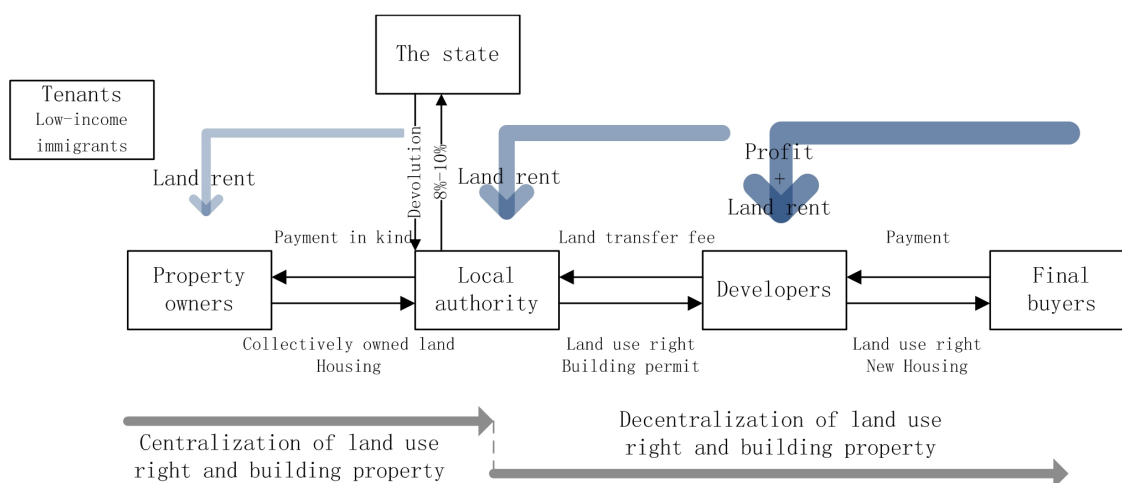 The state
Tenants
Low-income
immigrants
Devolution
8%-10%
Land rent
Land rent
Profit
+
Land rent
Payment in kind
Land transfer fee
Payment
Property
owners
Local
authority
Developers
Final
buyers
Collectively owned land
Housing
Land use right
Building permit
Land use right
New Housing
Centralization of land use
right and building property
Decentralization of land use
right and building property